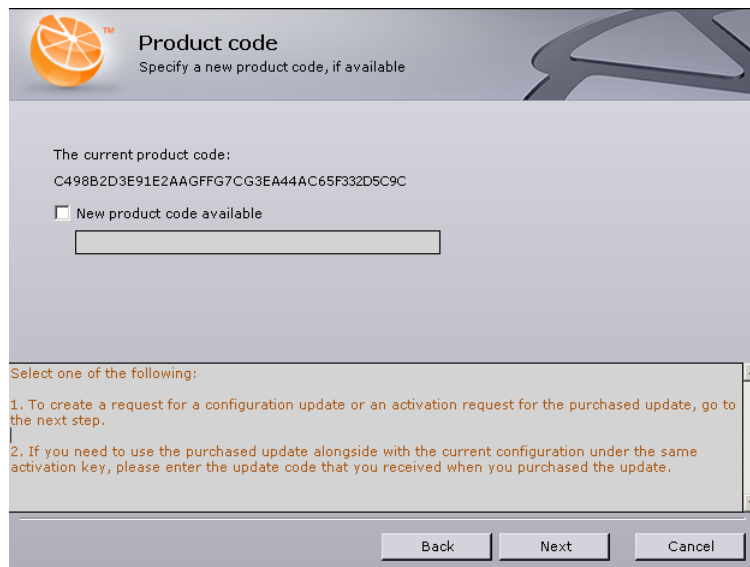 TM
Product code
Specify a new product code, if available
The current product code:
C498B2D3E91E2AAGFFG7CG3EA44AC65F332D5C9C
New product code available
Select one of the following:
1. To create a request for a configuration update or an activation request for the purchased update, go to
the next step.
2. If you need to use the purchased update alongside with the current configuration under the same
activation key, please enter the update code that you received when you purchased the update.
Back Next Cancel